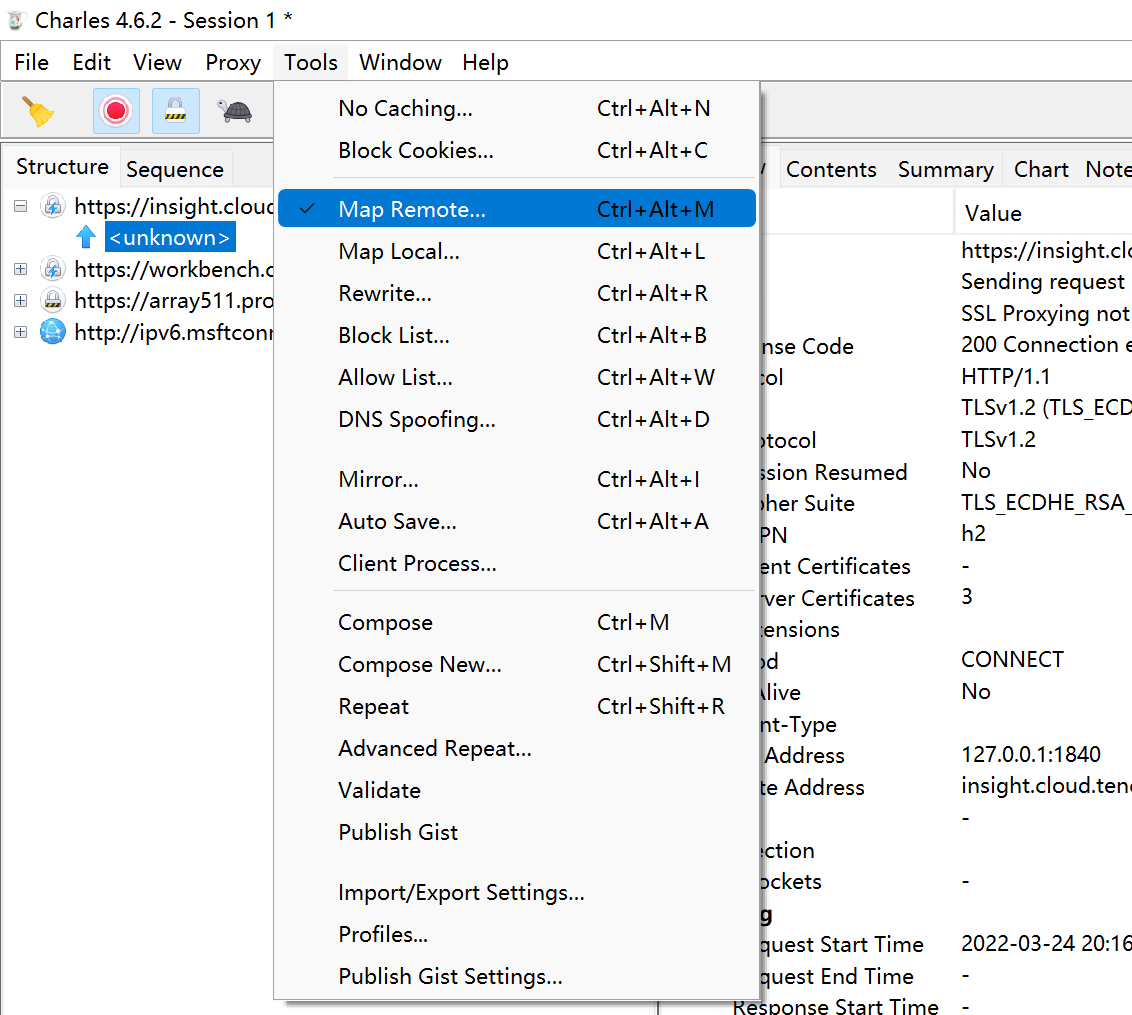 Charles 4.6.2 - Session 1 *
File Edit View Proxy Tools Window Help
No Caching... Ctrl+Alt+N
Block Cookies... Ctrl+Alt+C
Map Remote... Ctrl+Alt+M
Map Local... Ctrl+Alt+L
Rewrite... Ctrl+Alt+R
Block List... Ctrl+Alt+B
Allow List... Ctrl+Alt+W
DNS Spoofing... Ctrl+Alt+D
Mirror... Ctrl+Alt+I
Auto Save... Ctrl+Alt+A
Client Process...
Compose Ctrl+M
Compose New... Ctrl+Shift+M
Repeat Ctrl+Shift+R
Advanced Repeat...
Validate
Publish Gist
Import/Export Settings...
Profiles...
Publish Gist Settings...
Structure Sequence
https://insight.cloud
<unknown>
https://workbench.c
https://array511.pro
http://ipv6.msftconn
Contents Summary Chart Note
Value
https://insight.clo
Sending request
SSL Proxying not
nse Code 200 Connection e
col HTTP/1.1
TLSv1.2 (TLS_ECD
otocol TLSv1.2
ssion Resumed No
pher Suite TLS_ECDHE_RSA_
PN h2
ent Certificates -
rver Certificates 3
tensions
od CONNECT
Alive No
nt-Type
Address 127.0.0.1:1840
te Address insight.cloud.tenc
-
ection
ockets -
g
quest Start Time 2022-03-24 20:16
quest End Time -
Response Start Time -